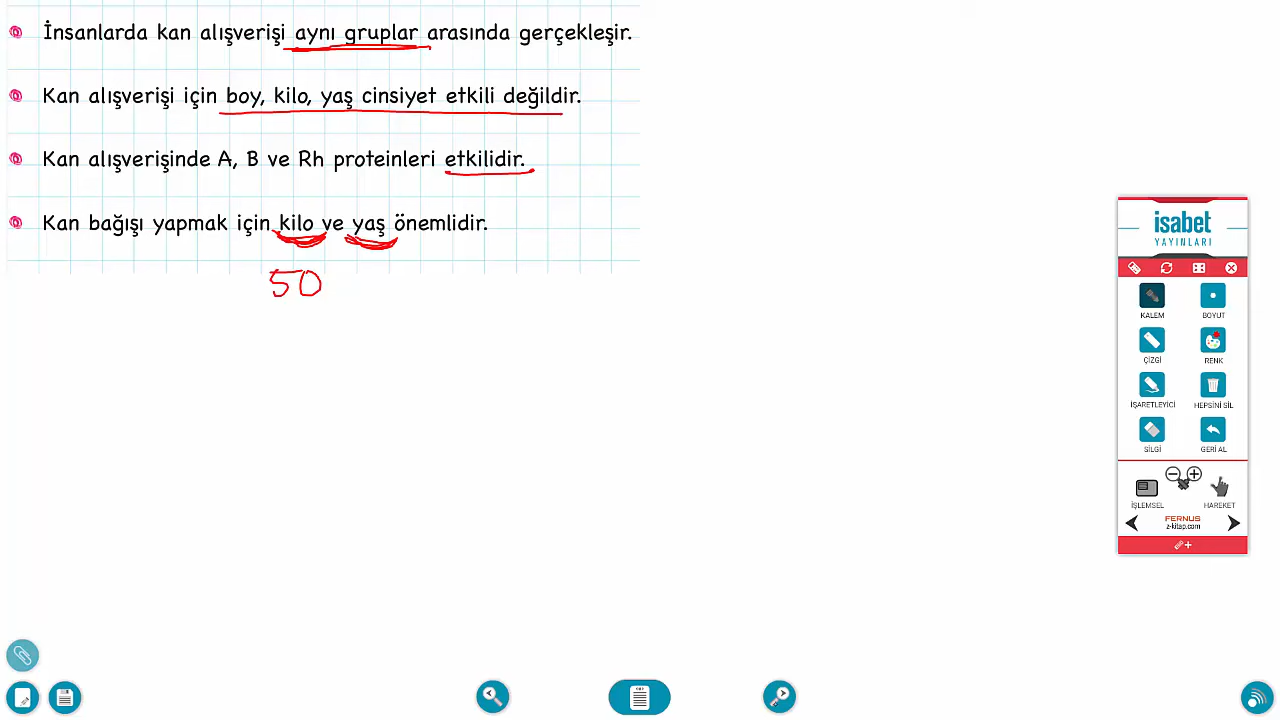 İnsanlarda kan alışverişi aynı gruplar arasında gerçekleşir.
Kan alışverişi için boy, kilo, yaş cinsiyet etkili değildir.
Kan alışverişinde A, B ve Rh proteinleri etkilidir.
Kan bağışı yapmak için kilo ve yaş önemlidir.
50
isabet
YAYINLARI
KALEM BOYUT
ÇİZGİ RENK
İŞARETLEYİCİ HEPSİNİ SİL
SİLGİ GERİ AL
İŞLEMSEL HAREKET
FERNUS
z-kitap.com